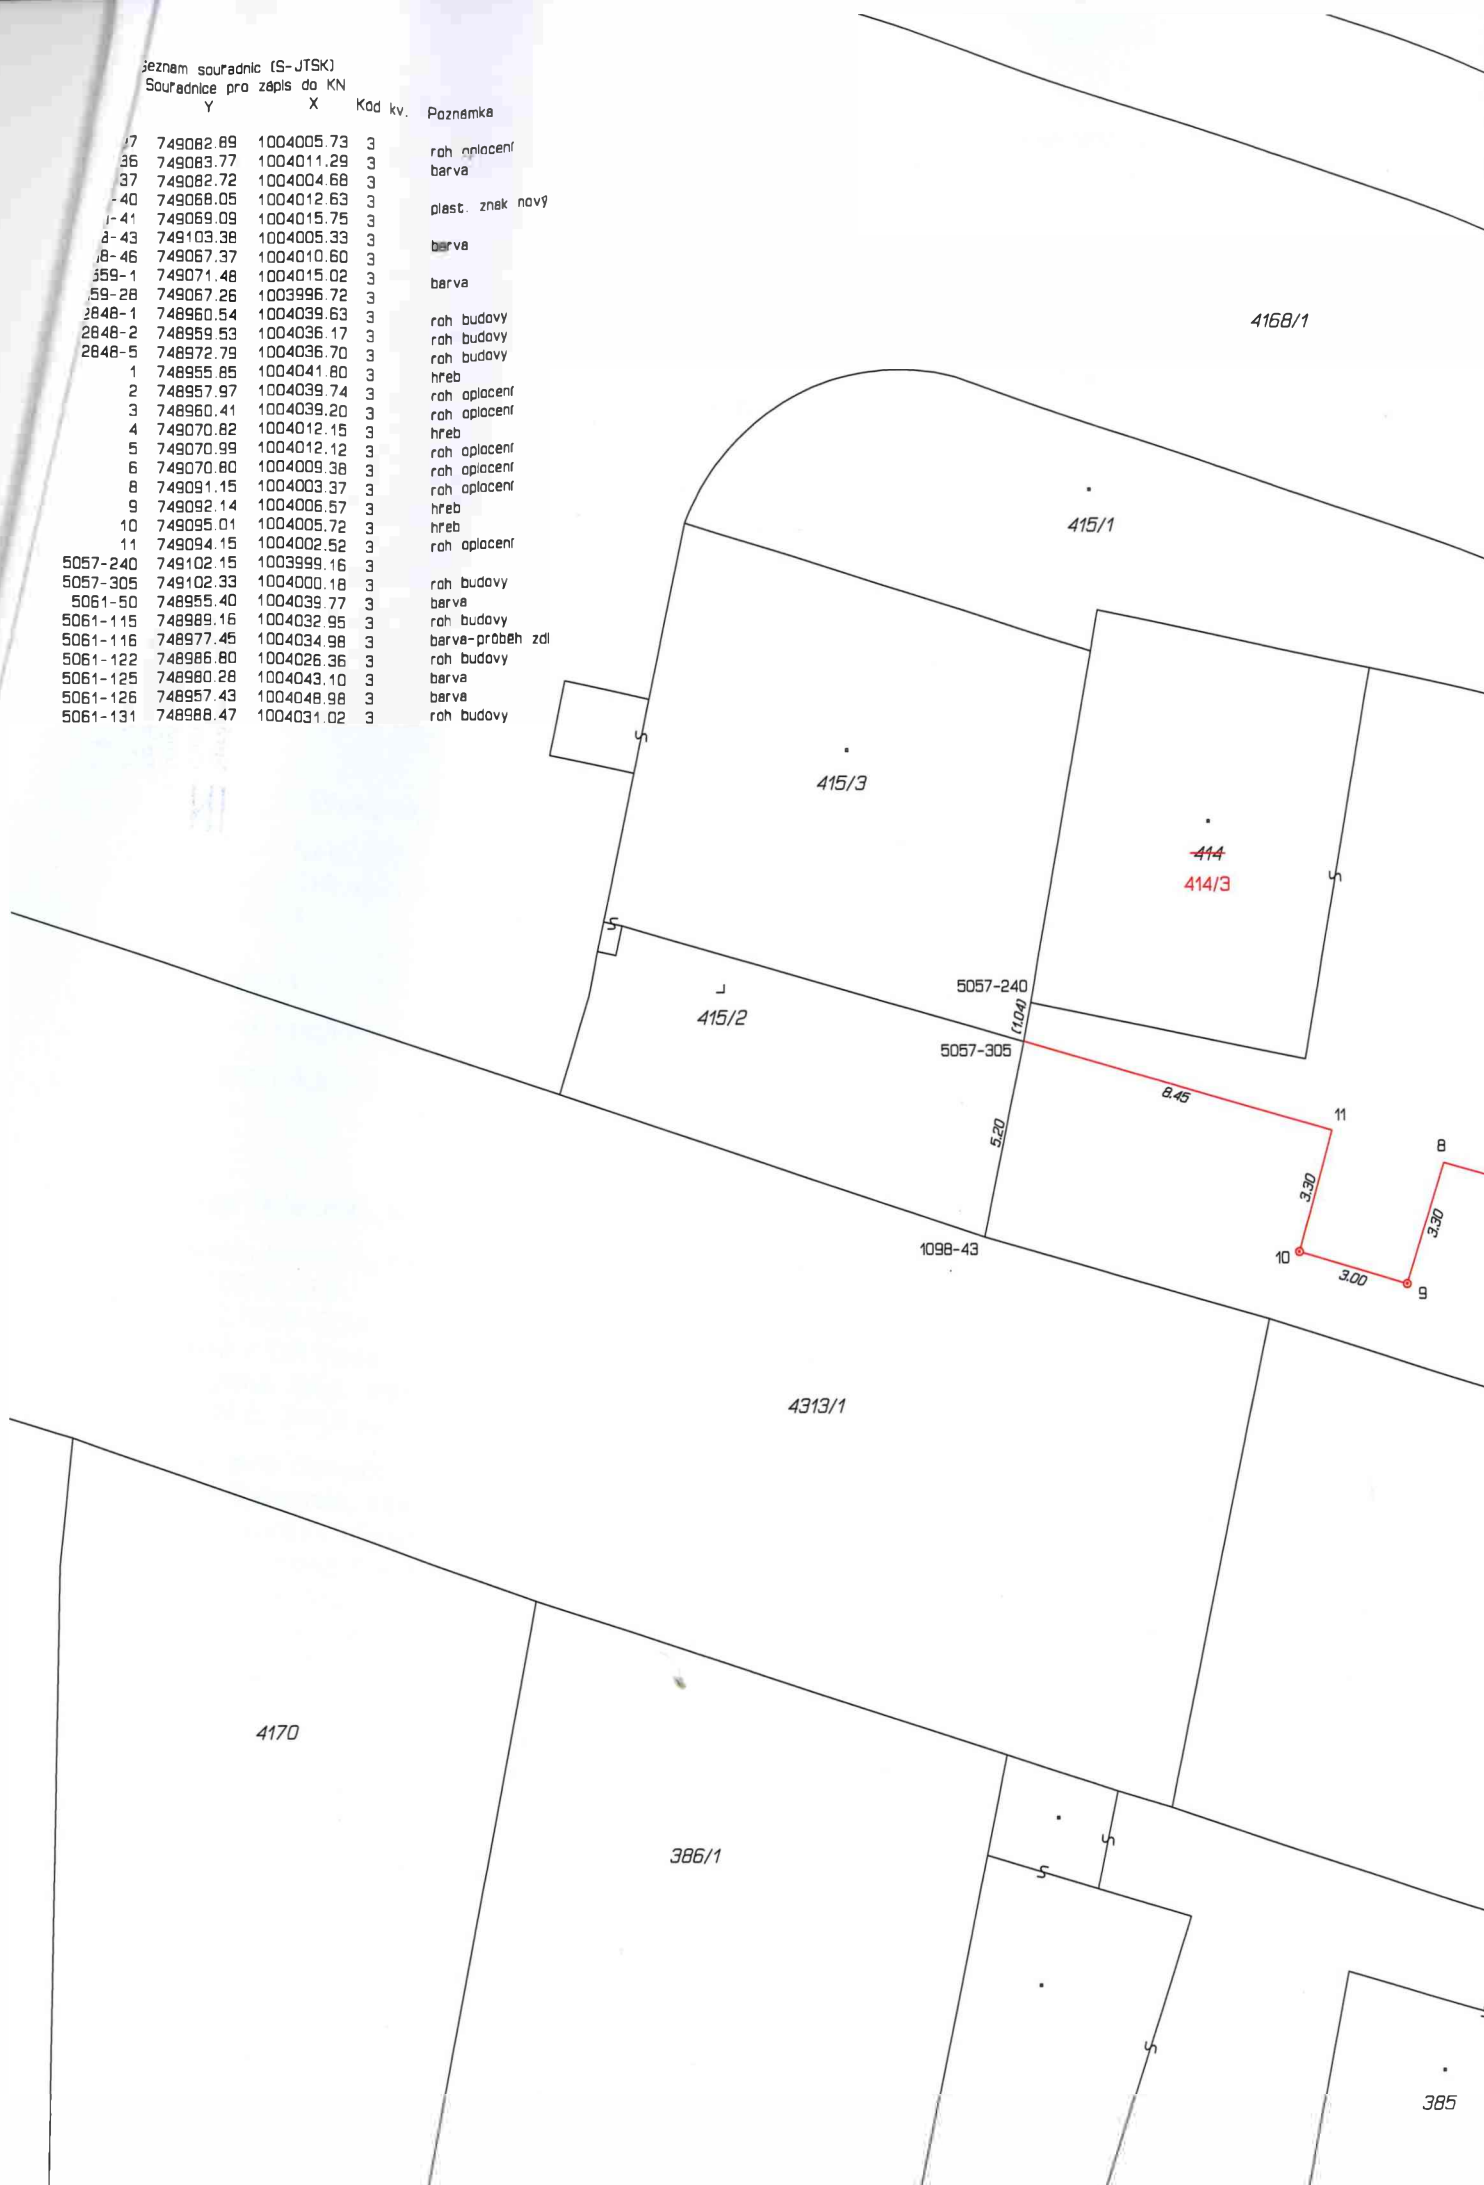 Seznam souřadnic (S-JTSK)
Souřadnice pro zápis do KN
Y X Kód kv. Poznámka
749082.89 1004005.73 3 roh oplocení
36 749083.77 1004011.29 3 barva
37 749082.72 1004004.68 3
-40 749068.05 1004012.63 3 plast. znak nový
-41 749069.09 1004015.75 3
-43 749103.38 1004005.33 3 barva
8-46 749067.37 1004010.60 3
559-1 749071.48 1004015.02 3 barva
59-28 749067.26 1003996.72 3
2848-1 748960.54 1004039.63 3 roh budovy
2848-2 748959.53 1004036.17 3 roh budovy
2848-5 748972.79 1004036.70 3 roh budovy
1 748955.85 1004041.80 3 hřeb
2 748957.97 1004039.74 3 roh oplocení
3 748960.41 1004039.20 3 roh oplocení
4 749070.82 1004012.15 3 hřeb
5 749070.99 1004012.12 3 roh oplocení
6 749070.80 1004009.38 3 roh oplocení
8 749091.15 1004003.37 3 roh oplocení
9 749092.14 1004006.57 3 hřeb
10 749095.01 1004005.72 3 hřeb
11 749094.15 1004002.52 3 roh oplocení
5057-240 749102.15 1003999.16 3
5057-305 749102.33 1004000.18 3 roh budovy
5061-50 748955.40 1004039.77 3 barva
5061-115 748989.16 1004032.95 3 roh budovy
5061-116 748977.45 1004034.98 3 barva-průběh zdi
5061-122 748986.80 1004026.36 3 roh budovy
5061-125 748980.28 1004043.10 3 barva
5061-126 748957.43 1004048.98 3 barva
5061-131 748988.47 1004031.02 3 roh budovy
4168/1
415/1
415/3
414
414/3
5057-240
(1.04)
415/2
5057-305
8.45
11
8
5.20
3.30
3.30
1098-43
10
3.00
9
4313/1
4170
386/1
385